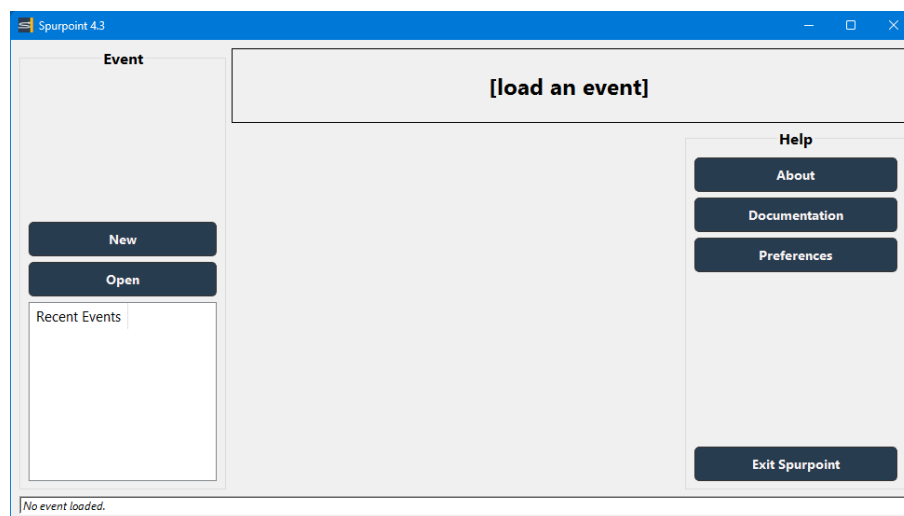 Spurpoint 4.3
Event
[load an event]
Help
About
Documentation
New
Preferences
Open
Recent Events
Exit Spurpoint
No event loaded.